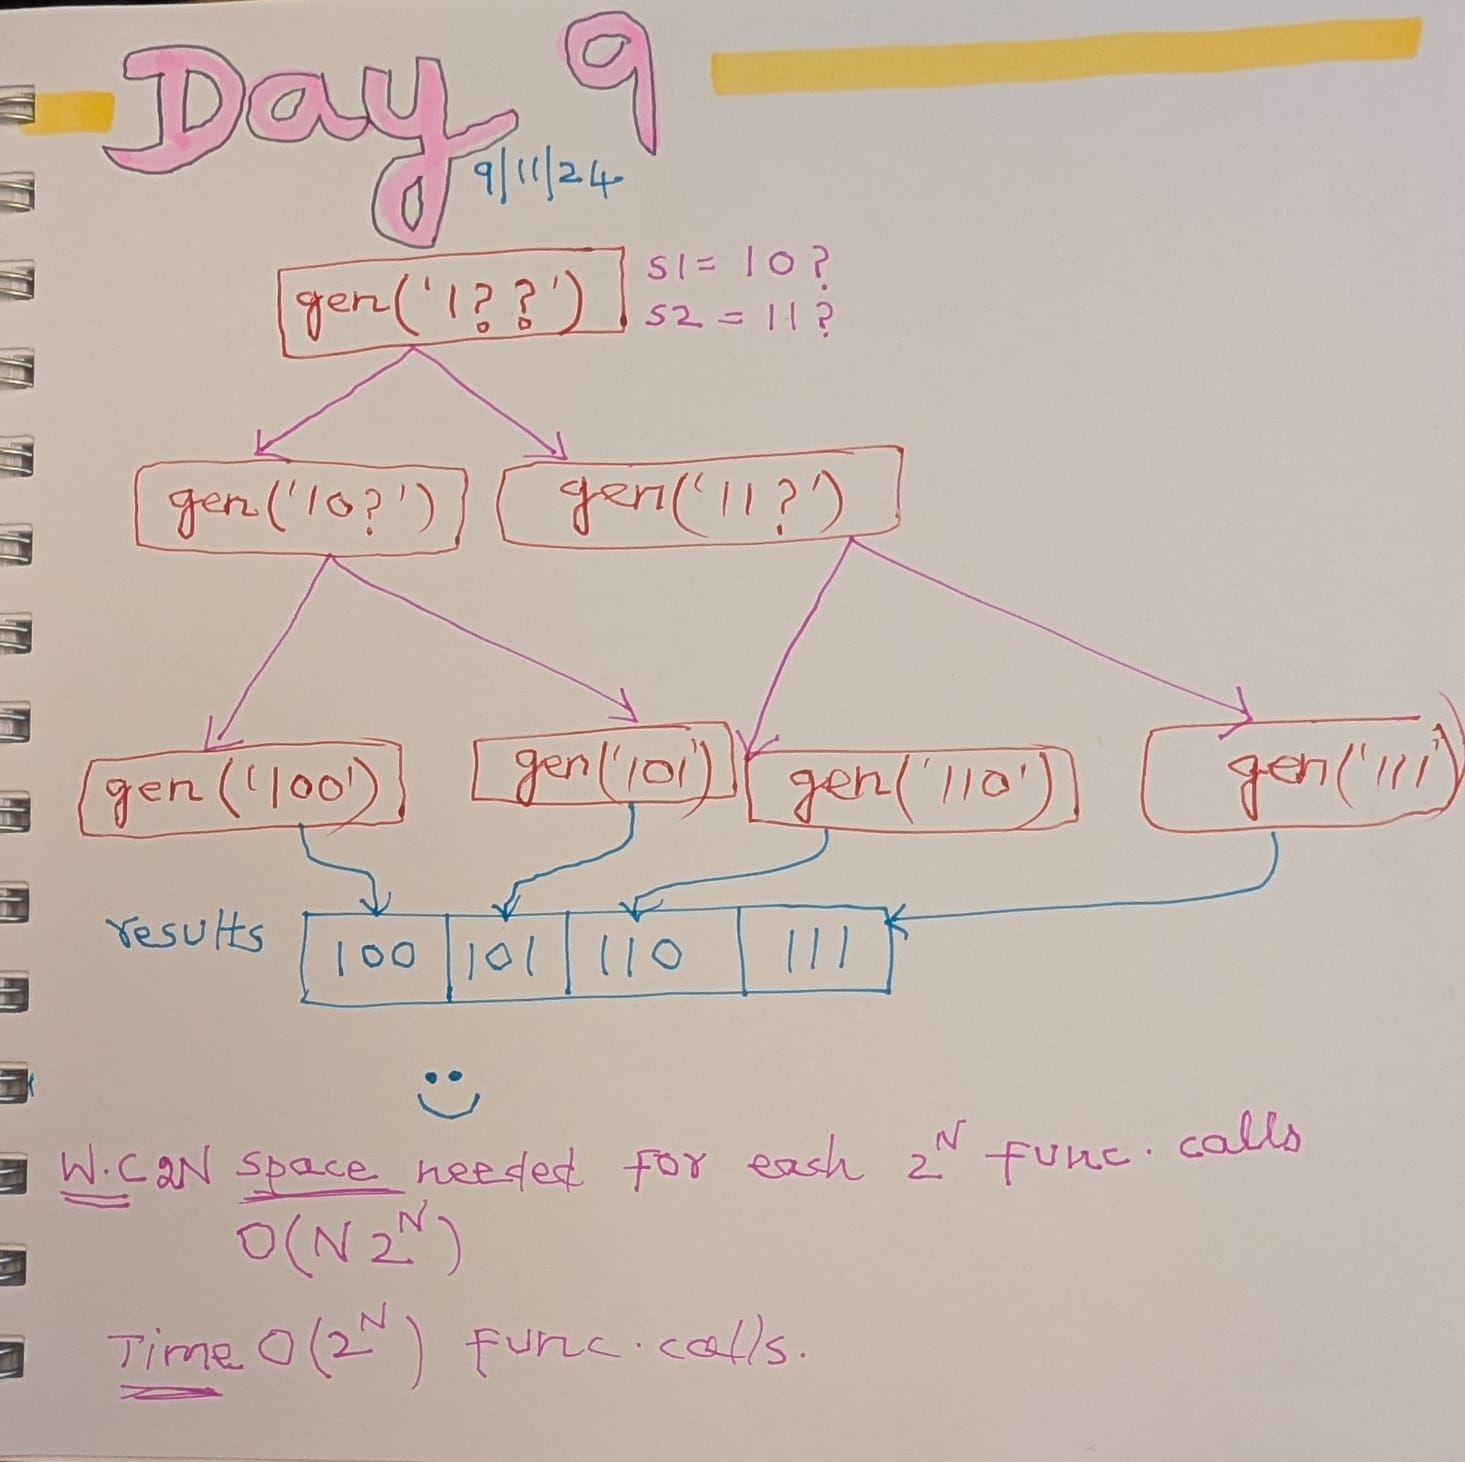 Day 9
9/11/24
gen('1??')
S1 = 10?
S2 = 11?
gen('10?') gen('11?')
gen('100') gen('101') gen('110') gen('111')
results 100 101 110 111
W.C 2N space needed for each 2^N func. calls
O(N 2^N)
Time O(2^N) func. calls.